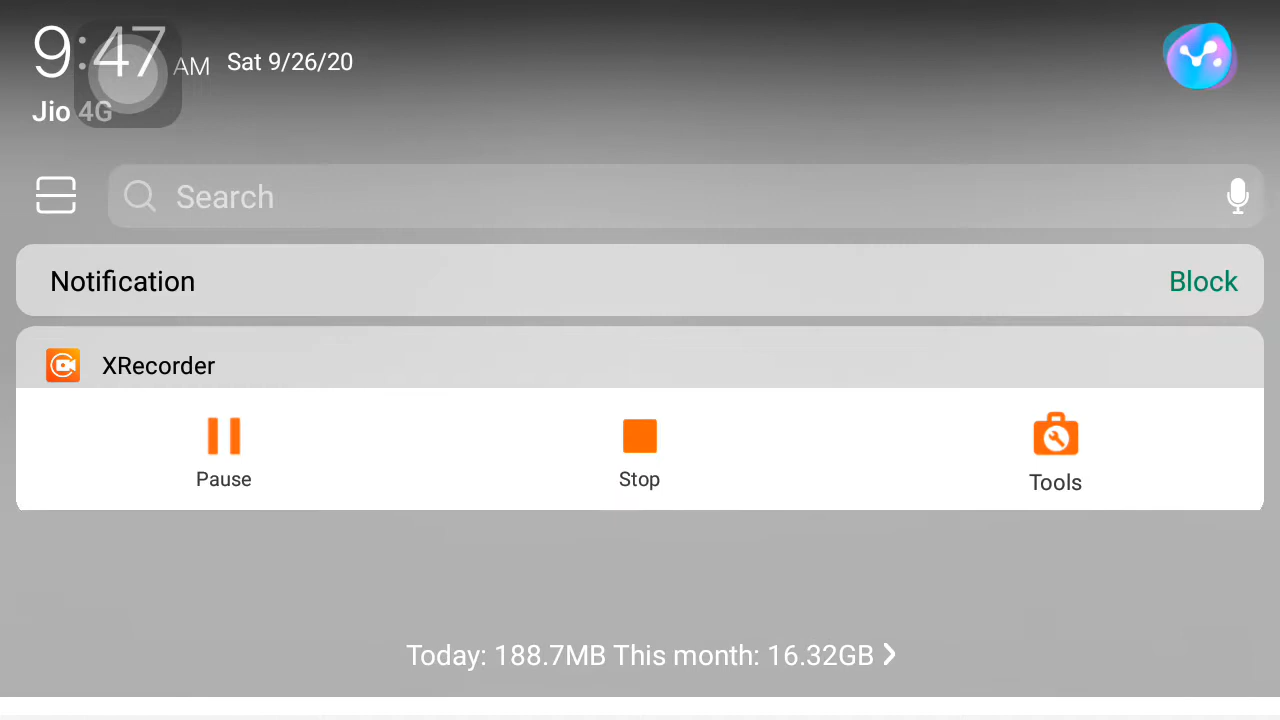 9:47 AM Sat 9/26/20
Jio 4G
Search
Notification Block
XRecorder
Pause Stop Tools
Today: 188.7MB This month: 16.32GB